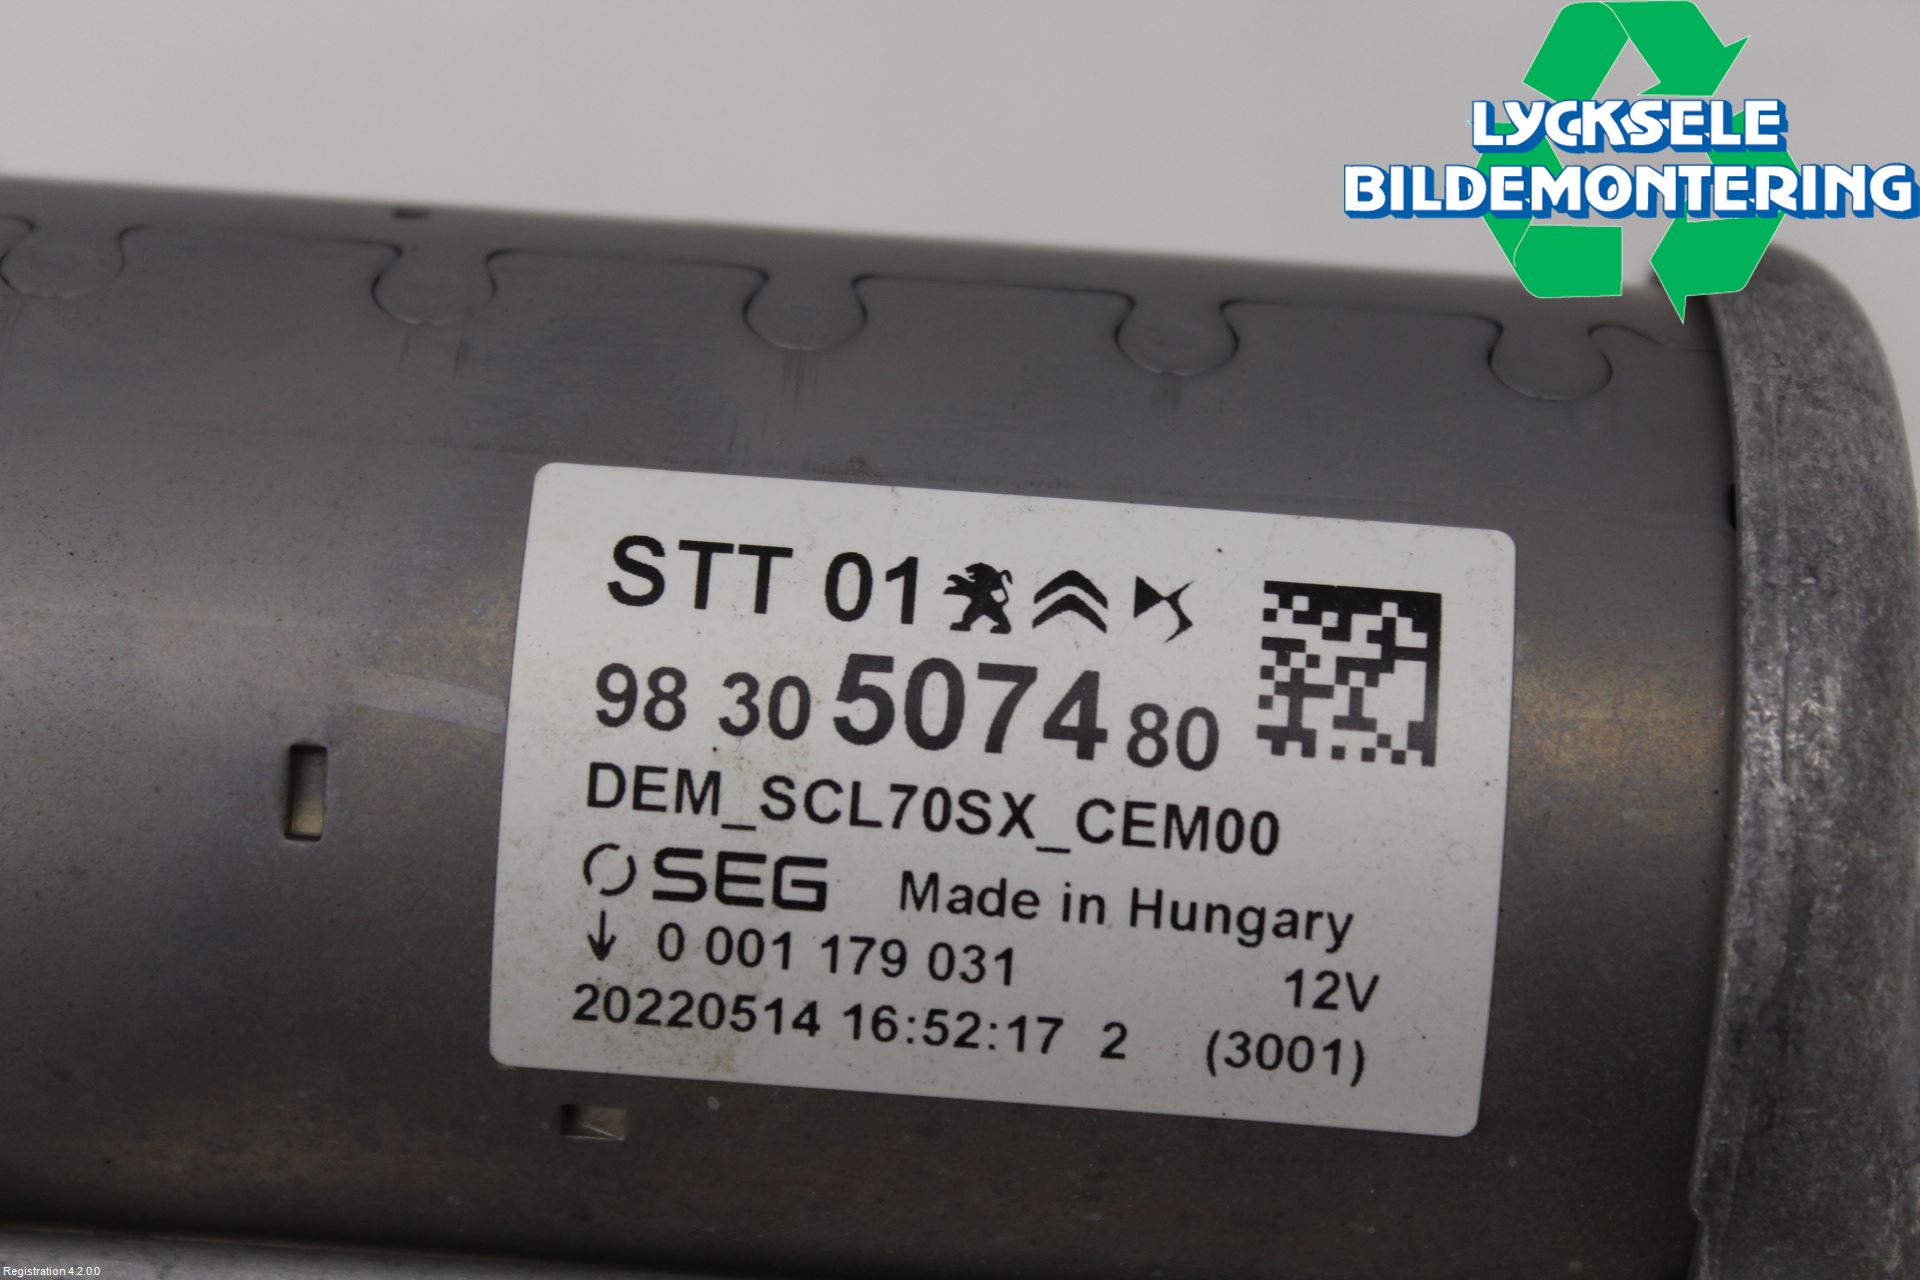 LYCKSELE
BILDEMONTERING
STT 01
98 30 5074 80
DEM_SCL70SX_CEM00
SEG Made in Hungary
↓ 0 001 179 031 12V
20220514 16:52:17 2 (3001)
Registration 4.2.0.0